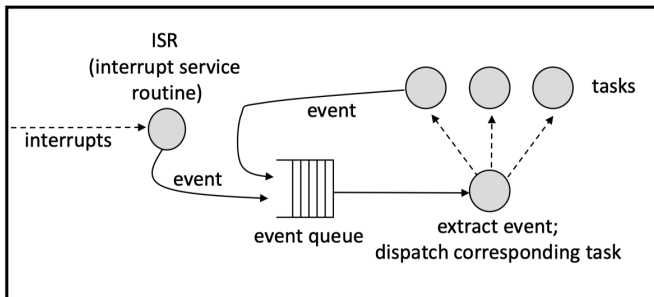 ISR
(interrupt service
routine)
interrupts
event
event
tasks
event queue
extract event;
dispatch corresponding task